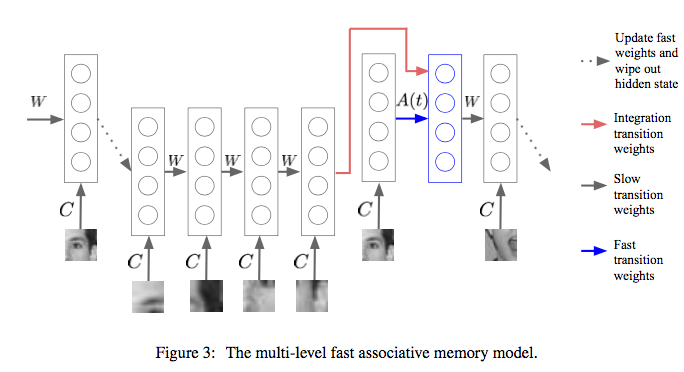 W
C
C
W
C
W
C
W
C
C
A(t)
W
C
Update fast
weights and
wipe out
hidden state
Integration
transition
weights
Slow
transition
weights
Fast
transition
weights
Figure 3: The multi-level fast associative memory model.